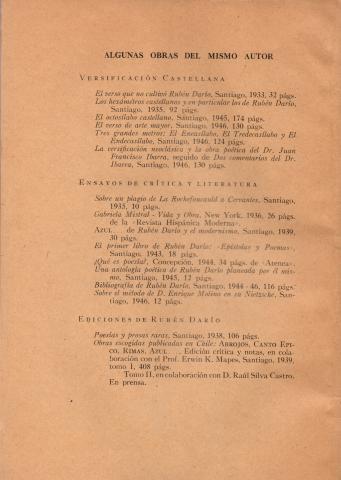 ALGUNAS OBRAS DEL MISMO AUTOR
VERSIFICACIÓN CASTELLANA
El verso que no cultivó Rubén Darío, Santiago, 1933, 32 págs.
Los hexámetros castellanos y en particular los de Rubén Darío,
Santiago, 1935, 92 págs.
El octosílabo castellano, Santiago, 1945, 174 págs.
El verso de arte mayor, Santiago, 1946, 130 págs.
Tres grandes metros: El Eneasílabo, El Tredecasílabo y El
Endecasílabo, Santiago, 1946, 124 págs.
La versificación neoclásica y la obra poética del Dr. Juan
Francisco Ibarra, seguido de Dos comentarios del Dr.
Ibarra, Santiago, 1946, 130 págs.
ENSAYOS DE CRÍTICA Y LITERATURA
Sobre un plagio de La Rochefoucauld a Cervantes, Santiago,
1935, 10 págs.
Gabriela Mistral - Vida y Obra, New York, 1936, 26 págs.
de la «Revista Hispánica Moderna»
AZUL... de Rubén Darío y el modernismo, Santiago, 1939,
30 págs.
El primer libro de Rubén Darío: «Epístolas y Poemas»,
Santiago, 1943, 18 págs.
¿Qué es poesía?, Concepción, 1944, 34 págs. de «Atenea».
Una antología poética de Rubén Darío planeada por él mis-
mo, Santiago, 1945, 12 págs.
Bibliografía de Rubén Darío, Santiago, 1944-46, 116 págs.
Sobre el método de D. Enrique Molina en su Nietzsche, San-
tiago, 1946, 12 págs.
EDICIONES DE RUBÉN DARÍO
Poesías y prosas raras, Santiago, 1938, 106 págs.
Obras escogidas publicadas en Chile: ABROJOS, CANTO EPI-
CO, RIMAS, AZUL ... Edición crítica y notas, en cola-
boración con el Prof. Erwin K. Mapes, Santiago, 1939,
tomo I, 408 págs.
Tomo II, en colaboración con D. Raúl Silva Castro.
En prensa.